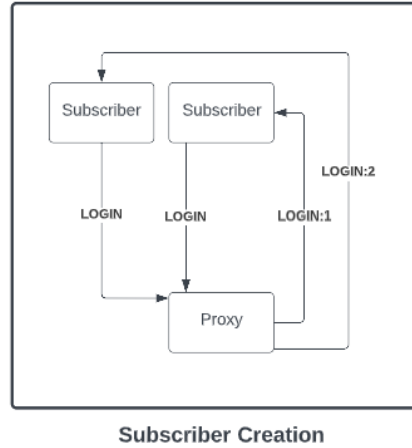 Subscriber
Subscriber
LOGIN:2
LOGIN
LOGIN
LOGIN:1
Proxy
Subscriber Creation